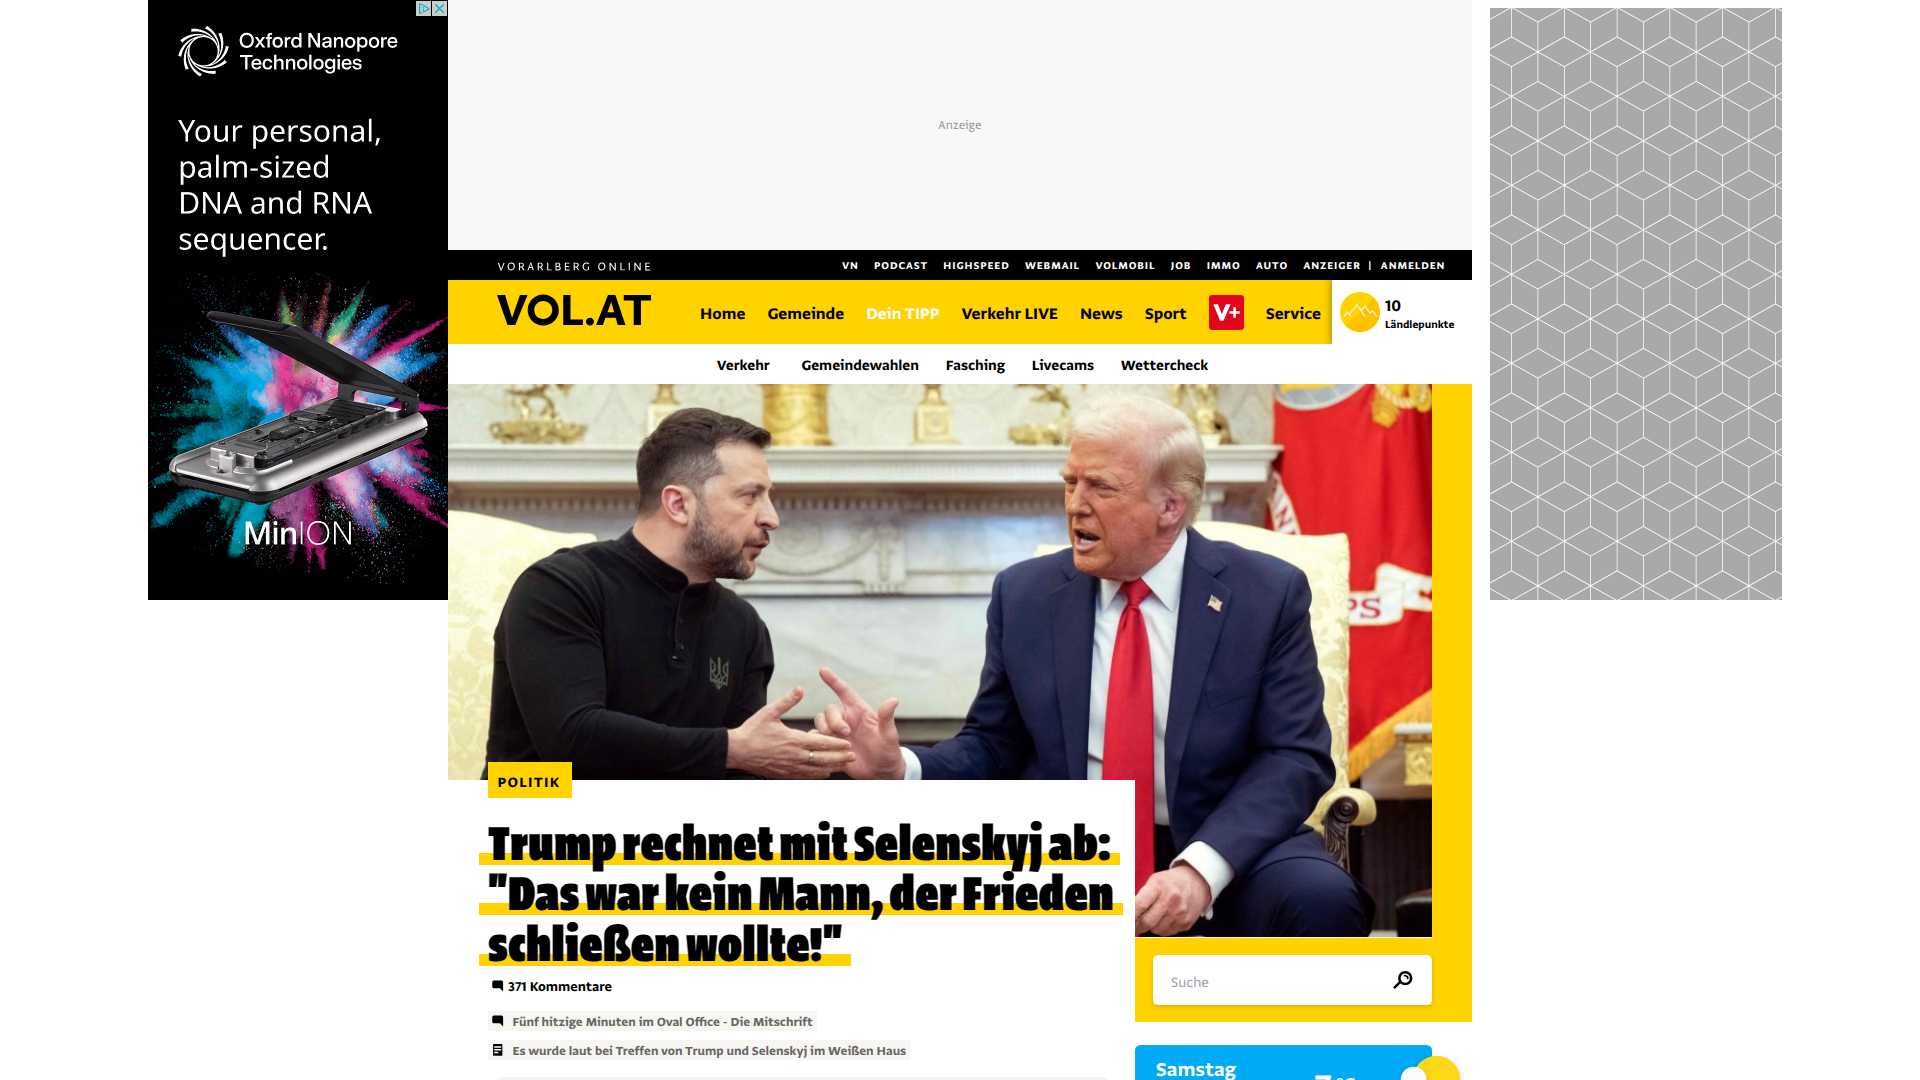 Oxford Nanopore
Technologies
Your personal,
palm-sized
DNA and RNA
sequencer.
MinION
Anzeige
VORARLBERG ONLINE
VN PODCAST HIGHSPEED WEBMAIL VOLMOBIL JOB IMMO AUTO ANZEIGER | ANMELDEN
VOL.AT
Home Gemeinde Dein TIPP Verkehr LIVE News Sport V+ Service
10
Ländlepunkte
Verkehr Gemeindewahlen Fasching Livecams Wettercheck
POLITIK
Trump rechnet mit Selenskyj ab:
"Das war kein Mann, der Frieden
schließen wollte!"
371 Kommentare
Fünf hitzige Minuten im Oval Office - Die Mitschrift
Es wurde laut bei Treffen von Trump und Selenskyj im Weißen Haus
Suche
Samstag